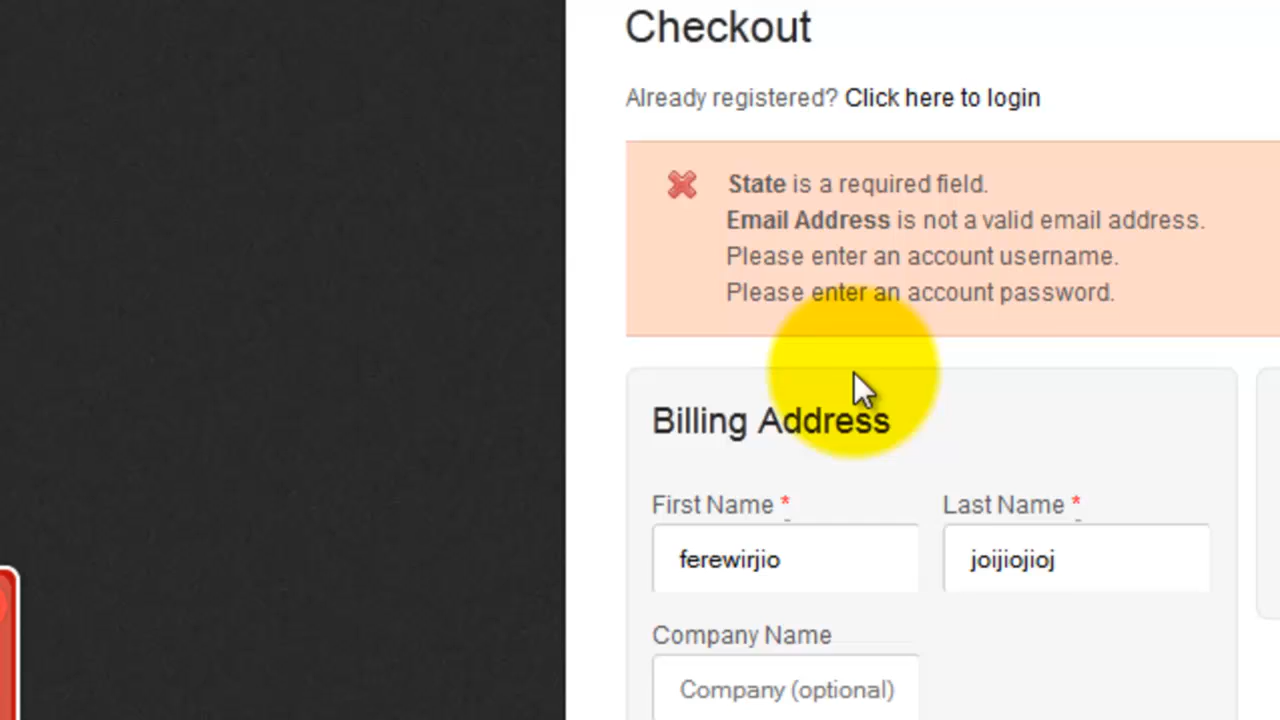 Checkout
Already registered? Click here to login
State is a required field.
Email Address is not a valid email address.
Please enter an account username.
Please enter an account password.
Billing Address
First Name * Last Name *
ferewirjio joijiojioj
Company Name
Company (optional)